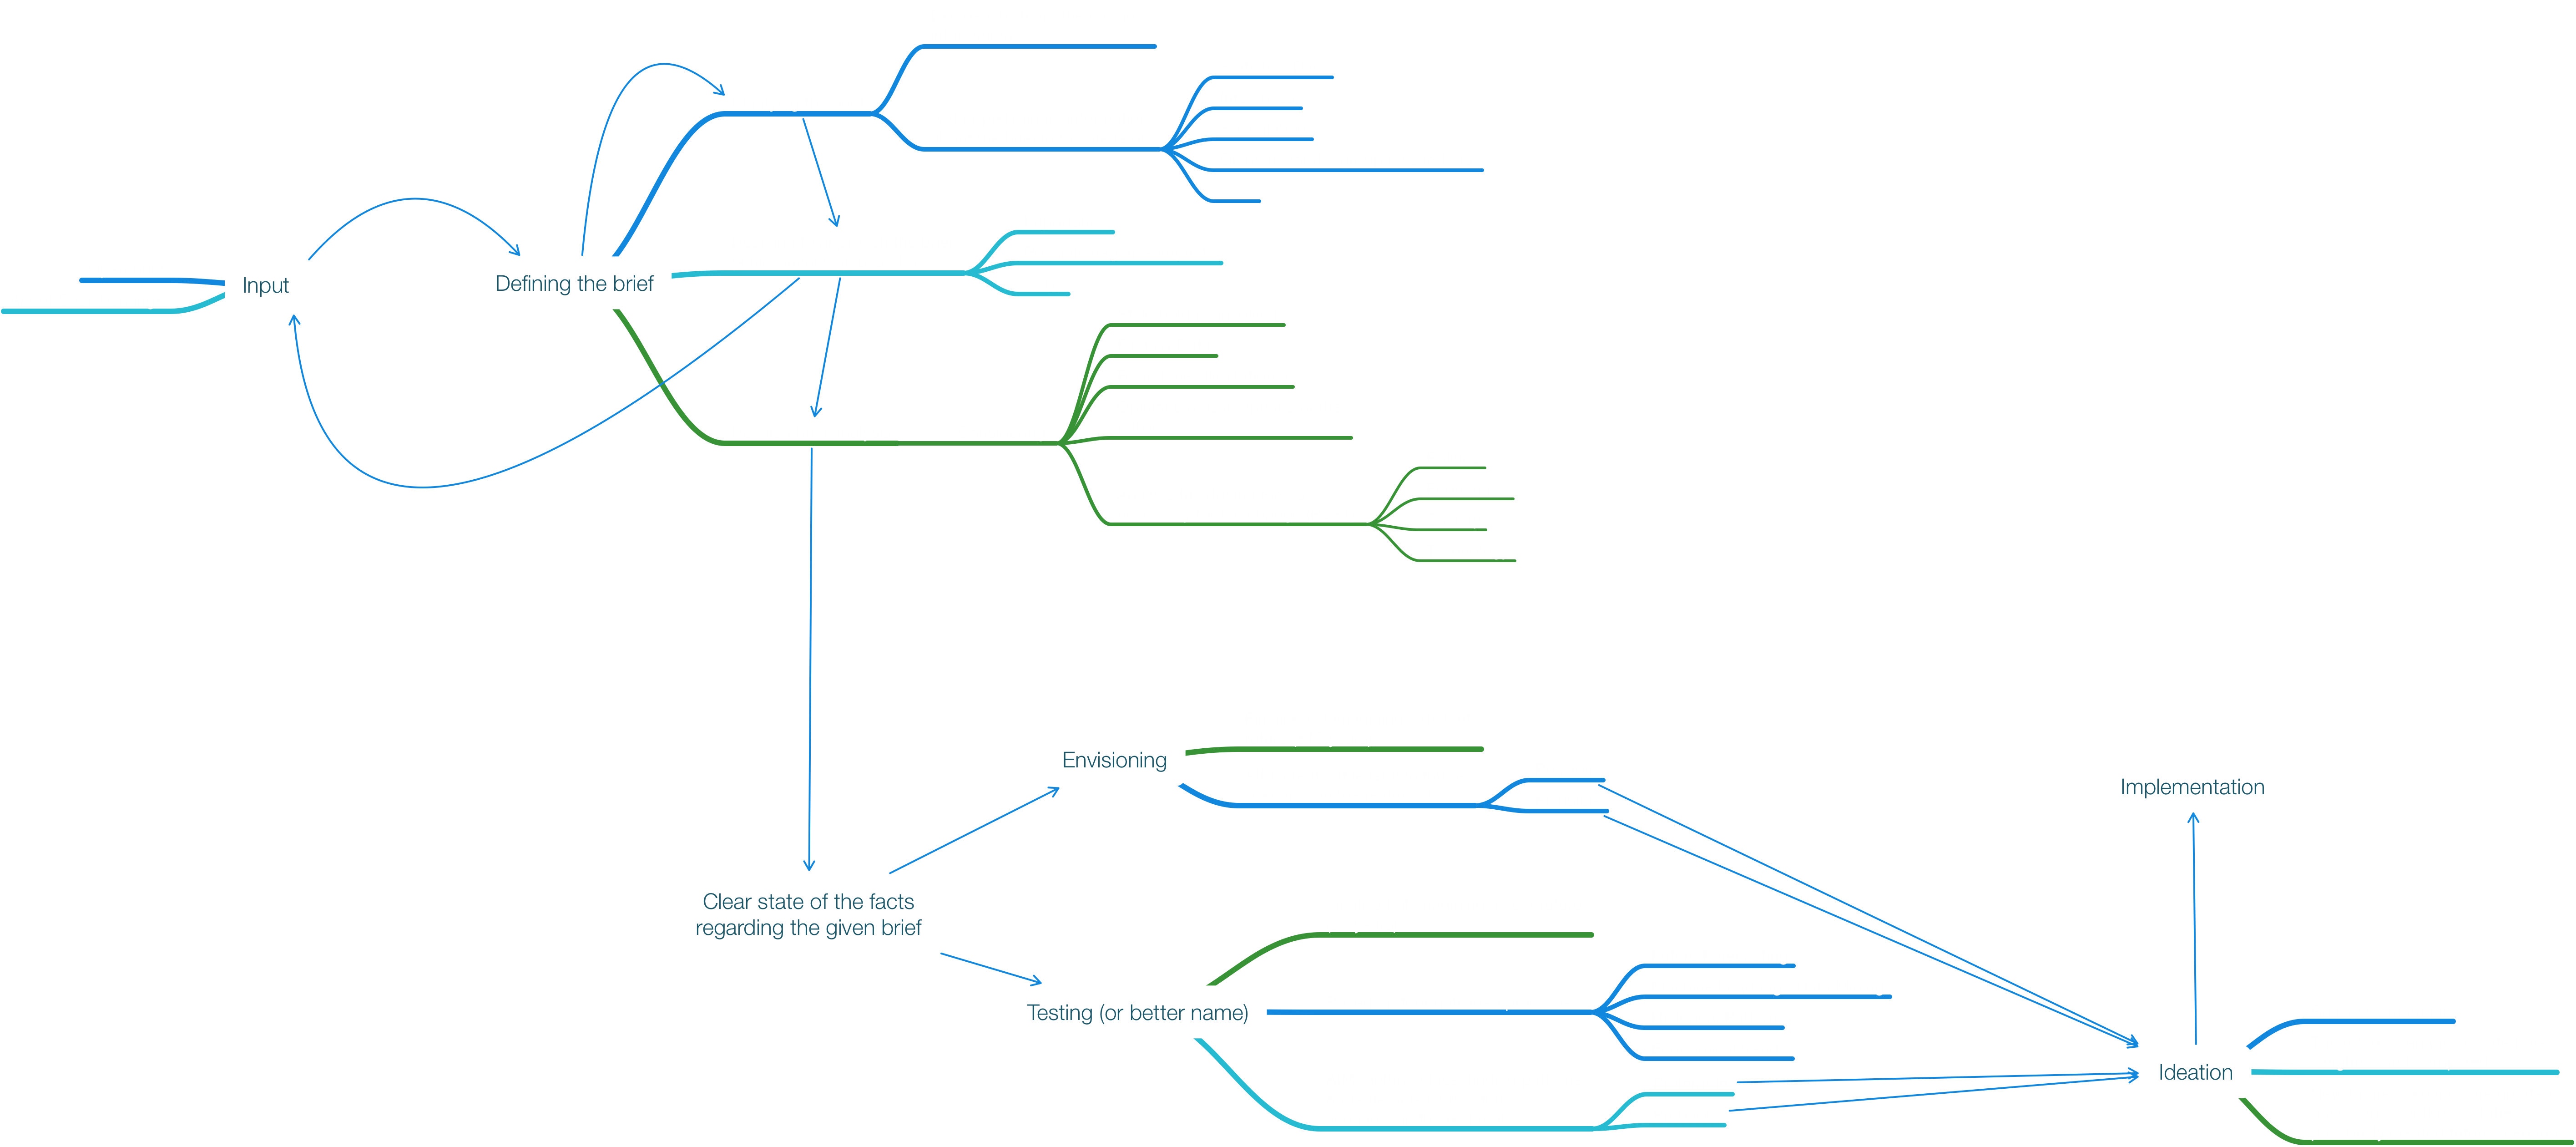 Input
Defining the brief
Envisioning
Implementation
Clear state of the facts
regarding the given brief
Testing (or better name)
Ideation